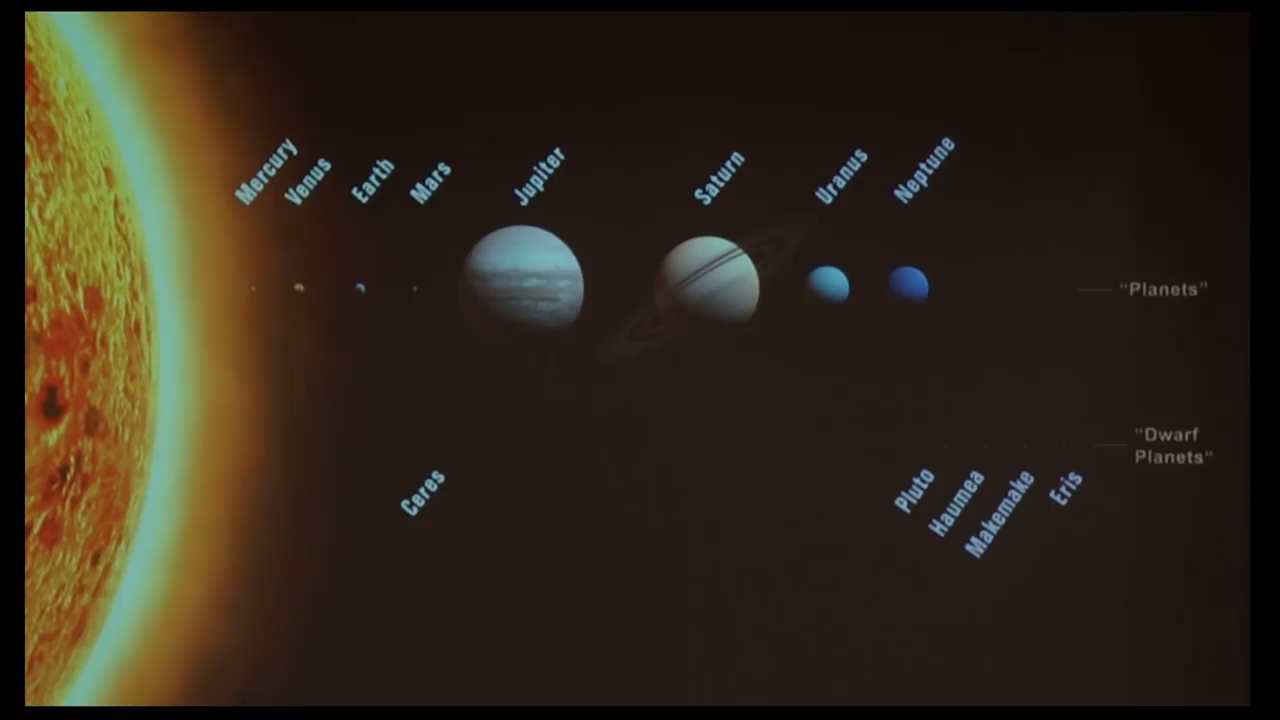 Mercury
Venus
Earth
Mars
Jupiter
Saturn
Uranus
Neptune
“Planets”
“Dwarf
Planets“
Ceres
Pluto
Haumea
Makemake
Eris